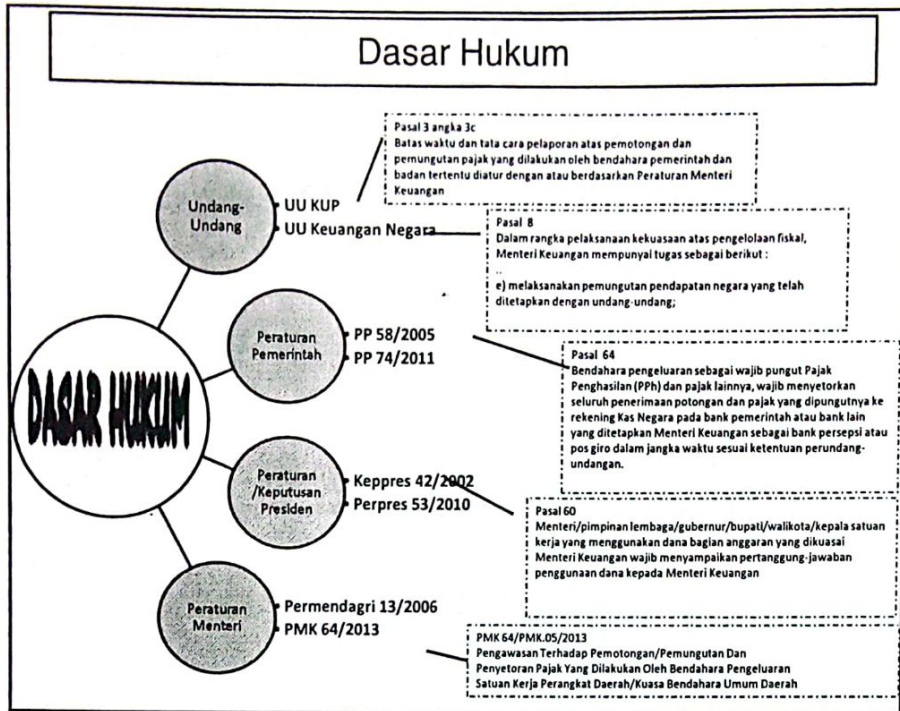 Dasar Hukum
DASAR HUKUM
Undang-
Undang
• UU KUP
• UU Keuangan Negara
Pasal 3 angka 3c
Batas waktu dan tata cara pelaporan atas pemotongan dan
pemungutan pajak yang dilakukan oleh bendahara pemerintah dan
badan tertentu diatur dengan atau berdasarkan Peraturan Menteri
Keuangan
Pasal 8
Dalam rangka pelaksanaan kekuasaan atas pengelolaan fiskal,
Menteri Keuangan mempunyai tugas sebagai berikut :
..
e) melaksanakan pemungutan pendapatan negara yang telah
ditetapkan dengan undang-undang;
Peraturan
Pemerintah
• PP 58/2005
• PP 74/2011
Pasal 64
Bendahara pengeluaran sebagai wajib pungut Pajak
Penghasilan (PPh) dan pajak lainnya, wajib menyetorkan
seluruh penerimaan potongan dan pajak yang dipungutnya ke
rekening Kas Negara pada bank pemerintah atau bank lain
yang ditetapkan Menteri Keuangan sebagai bank persepsi atau
pos giro dalam jangka waktu sesuai ketentuan perundang-
undangan.
Peraturan
/Keputusan
Presiden
• Keppres 42/2002
• Perpres 53/2010
Pasal 60
Menteri/pimpinan lembaga/gubernur/bupati/walikota/kepala satuan
kerja yang menggunakan dana bagian anggaran yang dikuasai
Menteri Keuangan wajib menyampaikan pertanggung-jawaban
penggunaan dana kepada Menteri Keuangan
Peraturan
Menteri
• Permendagri 13/2006
• PMK 64/2013
PMK 64/PMK.05/2013
Pengawasan Terhadap Pemotongan/Pemungutan Dan
Penyetoran Pajak Yang Dilakukan Oleh Bendahara Pengeluaran
Satuan Kerja Perangkat Daerah/Kuasa Bendahara Umum Daerah